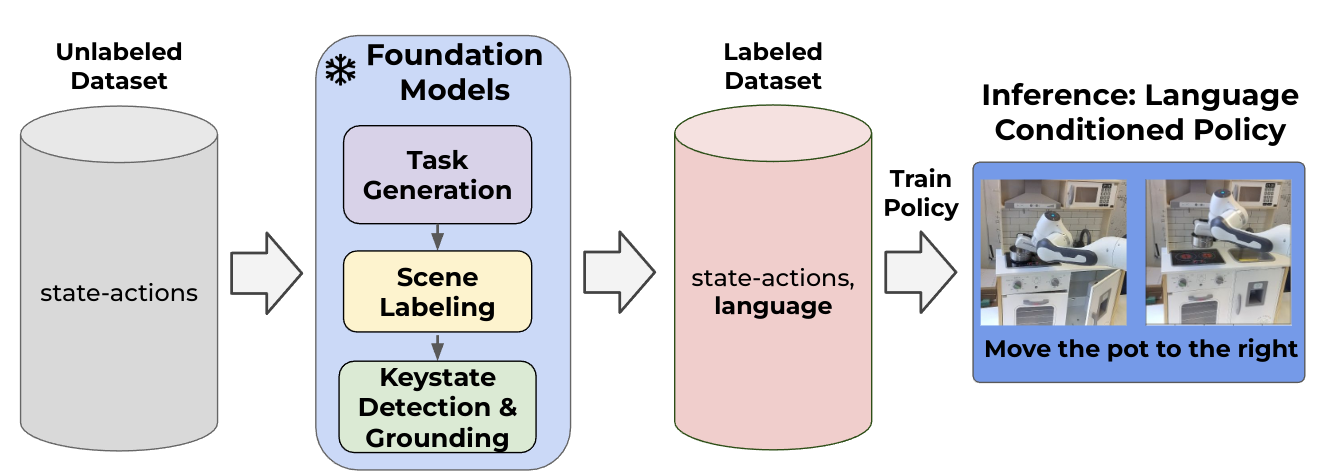 Unlabeled
Dataset
state-actions
Foundation
Models
Task
Generation
Scene
Labeling
Keystate
Detection &
Grounding
Labeled
Dataset
state-actions,
language
Train
Policy
Inference: Language
Conditioned Policy
Move the pot to the right